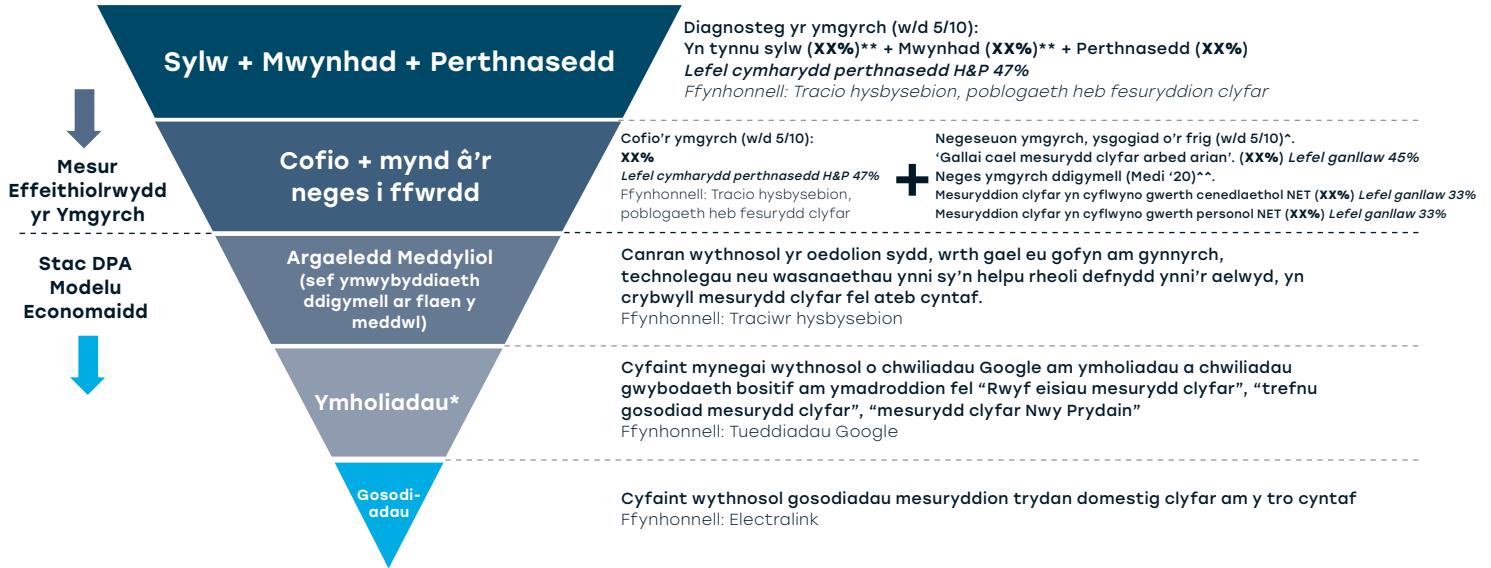 Sylw + Mwynhad + Perthnasedd
Diagnosteg yr ymgyrch (w/d 5/10):
Yn tynnu sylw (XX%)** + Mwynhad (XX%)** + Perthnasedd (XX%)
Lefel cymharydd perthnasedd H&P 47%
Ffynhonnell: Tracio hysbysebion, poblogaeth heb fesuryddion clyfar
Mesur
Effeithiolrwydd
yr Ymgyrch
Cofio + mynd â’r
neges i ffwrdd
Cofio’r ymgyrch (w/d 5/10):
XX%
Lefel cymharydd perthnasedd H&P 47%
Ffynhonnell: Tracio hysbysebion,
poblogaeth heb fesurydd clyfar
+
Negeseuon ymgyrch, ysgogiad o’r frig (w/d 5/10)^.
‘Gallai cael mesurydd clyfar arbed arian’. (XX%) Lefel ganllaw 45%
Neges ymgyrch ddigymell (Medi ‘20)^^.
Mesuryddion clyfar yn cyflwyno gwerth cenedlaethol NET (XX%) Lefel ganllaw 33%
Mesuryddion clyfar yn cyflwyno gwerth personol NET (XX%) Lefel ganllaw 33%
Stac DPA
Modelu
Economaidd
Argaeledd Meddyliol
(sef ymwybyddiaeth
ddigymell ar flaen y
meddwl)
Canran wythnosol yr oedolion sydd, wrth gael eu gofyn am gynnyrch,
technolegau neu wasanaethau ynni sy’n helpu rheoli defnydd ynni’r aelwyd, yn
crybwyll mesurydd clyfar fel ateb cyntaf.
Ffynhonnell: Traciwr hysbysebion
Ymholiadau*
Cyfaint mynegai wythnosol o chwiliadau Google am ymholiadau a chwiliadau
gwybodaeth bositif am ymadroddion fel “Rwyf eisiau mesurydd clyfar”, “trefnu
gosodiad mesurydd clyfar”, “mesurydd clyfar Nwy Prydain”
Ffynhonnell: Tueddiadau Google
Gosodi-
adau
Cyfaint wythnosol gosodiadau mesuryddion trydan domestig clyfar am y tro cyntaf
Ffynhonnell: Electralink